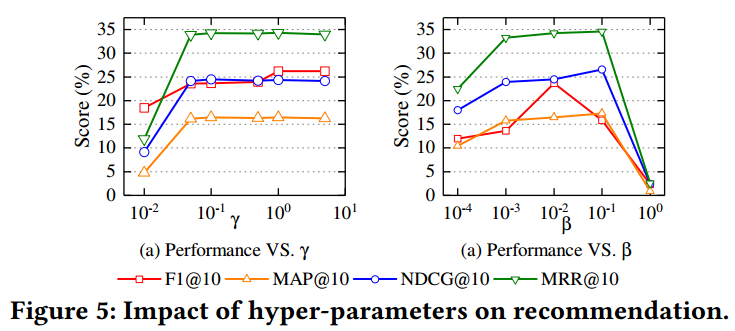 35
30
25
20
15
10
5
0
Score (%)
10^-2 10^-1 10^0 10^1
γ
(a) Performance VS. γ
35
30
25
20
15
10
5
0
Score (%)
10^-4 10^-3 10^-2 10^-1 10^0
β
(a) Performance VS. β
F1@10 MAP@10 NDCG@10 MRR@10
Figure 5: Impact of hyper-parameters on recommendation.